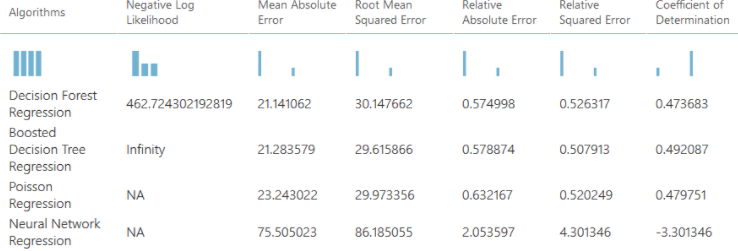 Algorithms Negative Log Likelihood Mean Absolute Error Root Mean Squared Error Relative Absolute Error Relative Squared Error Coefficient of Determination
Decision Forest Regression 462.724302192819 21.141062 30.147662 0.574998 0.526317 0.473683
Boosted Decision Tree Regression Infinity 21.283579 29.615866 0.578874 0.507913 0.492087
Poisson Regression NA 23.243022 29.973356 0.632167 0.520249 0.479751
Neural Network Regression NA 75.505023 86.185055 2.053597 4.301346 -3.301346